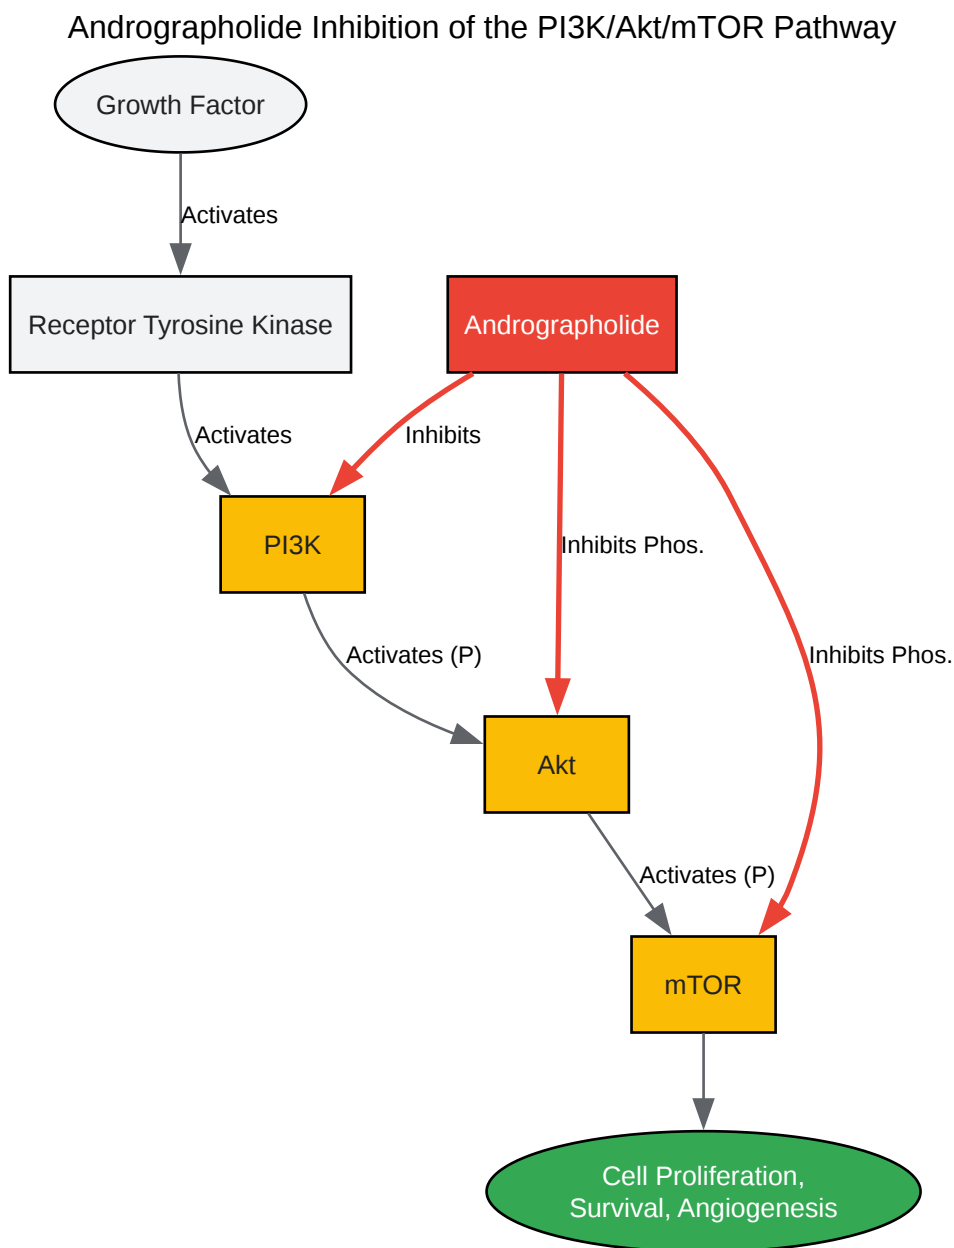 Andrographolide Inhibition of the PI3K/Akt/mTOR Pathway
Growth Factor
Activates
Receptor Tyrosine Kinase
Andrographolide
Activates
Inhibits
PI3K
Inhibits Phos.
Activates (P)
Inhibits Phos.
Akt
Activates (P)
mTOR
Cell Proliferation,
Survival, Angiogenesis